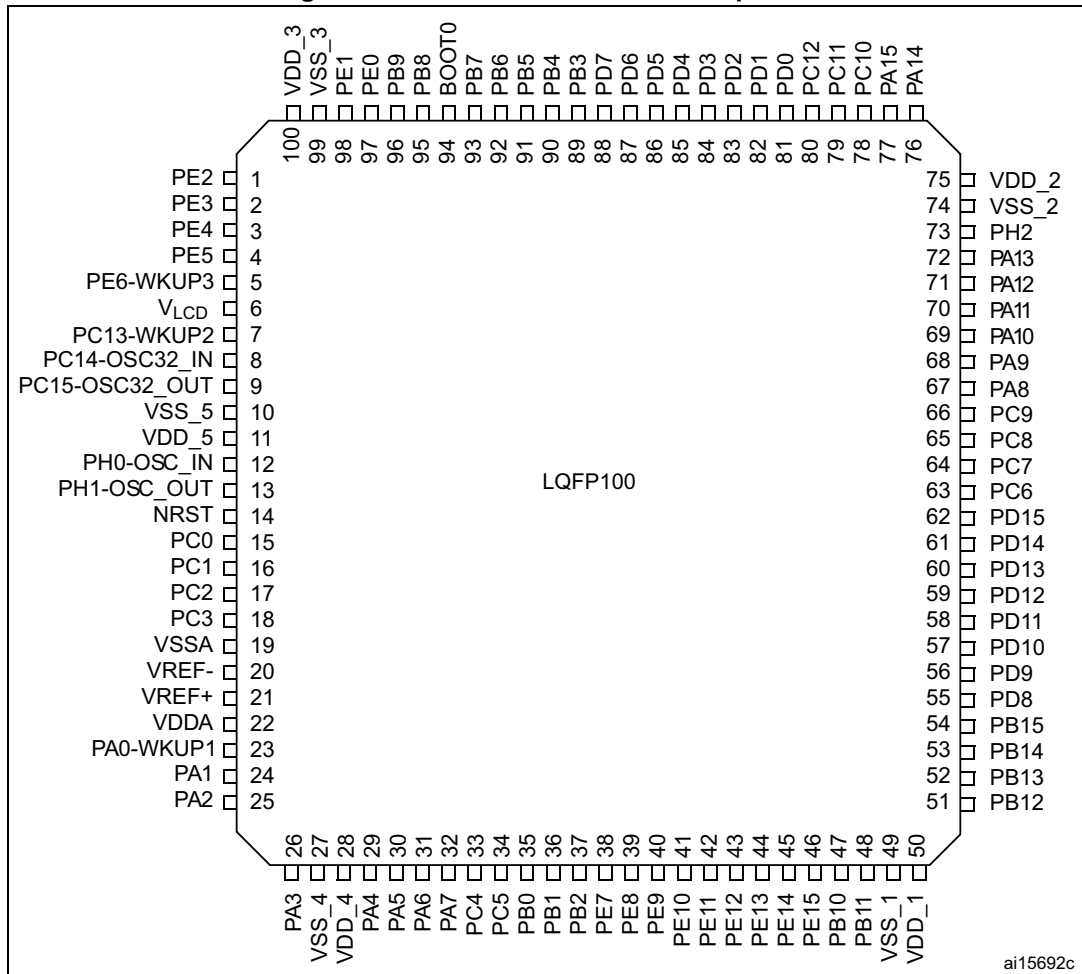 VDD_3
VSS_3
PE1
PE0
PB9
PB8
BOOT0
PB7
PB6
PB5
PB4
PB3
PD7
PD6
PD5
PD4
PD3
PD2
PD1
PD0
PC12
PC11
PC10
PA15
PA14
100
99
98
97
96
95
94
93
92
91
90
89
88
87
86
85
84
83
82
81
80
79
78
77
76
PE2 1
PE3 2
PE4 3
PE5 4
PE6-WKUP3 5
VLCD 6
PC13-WKUP2 7
PC14-OSC32_IN 8
PC15-OSC32_OUT 9
VSS_5 10
VDD_5 11
PH0-OSC_IN 12
PH1-OSC_OUT 13
NRST 14
PC0 15
PC1 16
PC2 17
PC3 18
VSSA 19
VREF- 20
VREF+ 21
VDDA 22
PA0-WKUP1 23
PA1 24
PA2 25
LQFP100
75 VDD_2
74 VSS_2
73 PH2
72 PA13
71 PA12
70 PA11
69 PA10
68 PA9
67 PA8
66 PC9
65 PC8
64 PC7
63 PC6
62 PD15
61 PD14
60 PD13
59 PD12
58 PD11
57 PD10
56 PD9
55 PD8
54 PB15
53 PB14
52 PB13
51 PB12
26
27
28
29
30
31
32
33
34
35
36
37
38
39
40
41
42
43
44
45
46
47
48
49
50
PA3
VSS_4
VDD_4
PA4
PA5
PA6
PA7
PC4
PC5
PB0
PB1
PB2
PE7
PE8
PE9
PE10
PE11
PE12
PE13
PE14
PE15
PB10
PB11
VSS_1
VDD_1
ai15692c